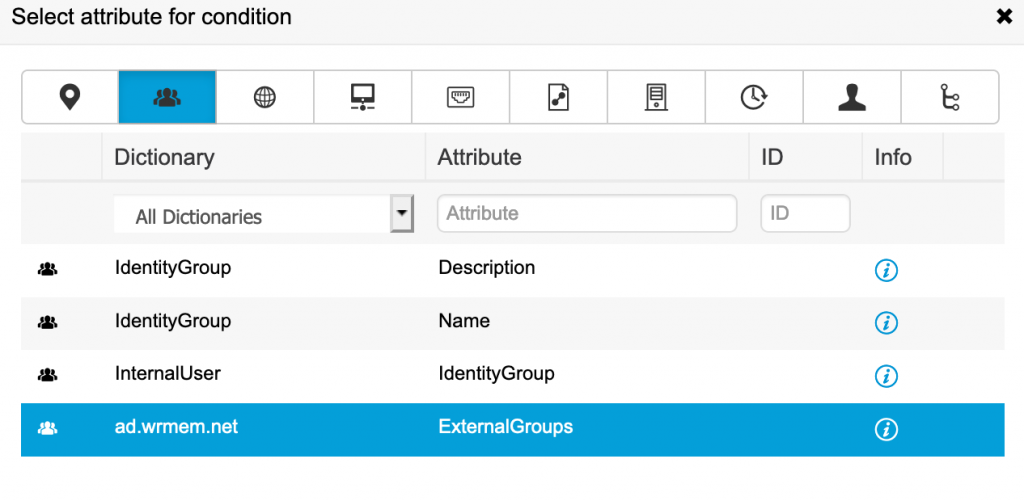 Select attribute for condition
Dictionary Attribute ID Info
All Dictionaries Attribute ID
IdentityGroup Description
IdentityGroup Name
InternalUser IdentityGroup
ad.wrmem.net ExternalGroups